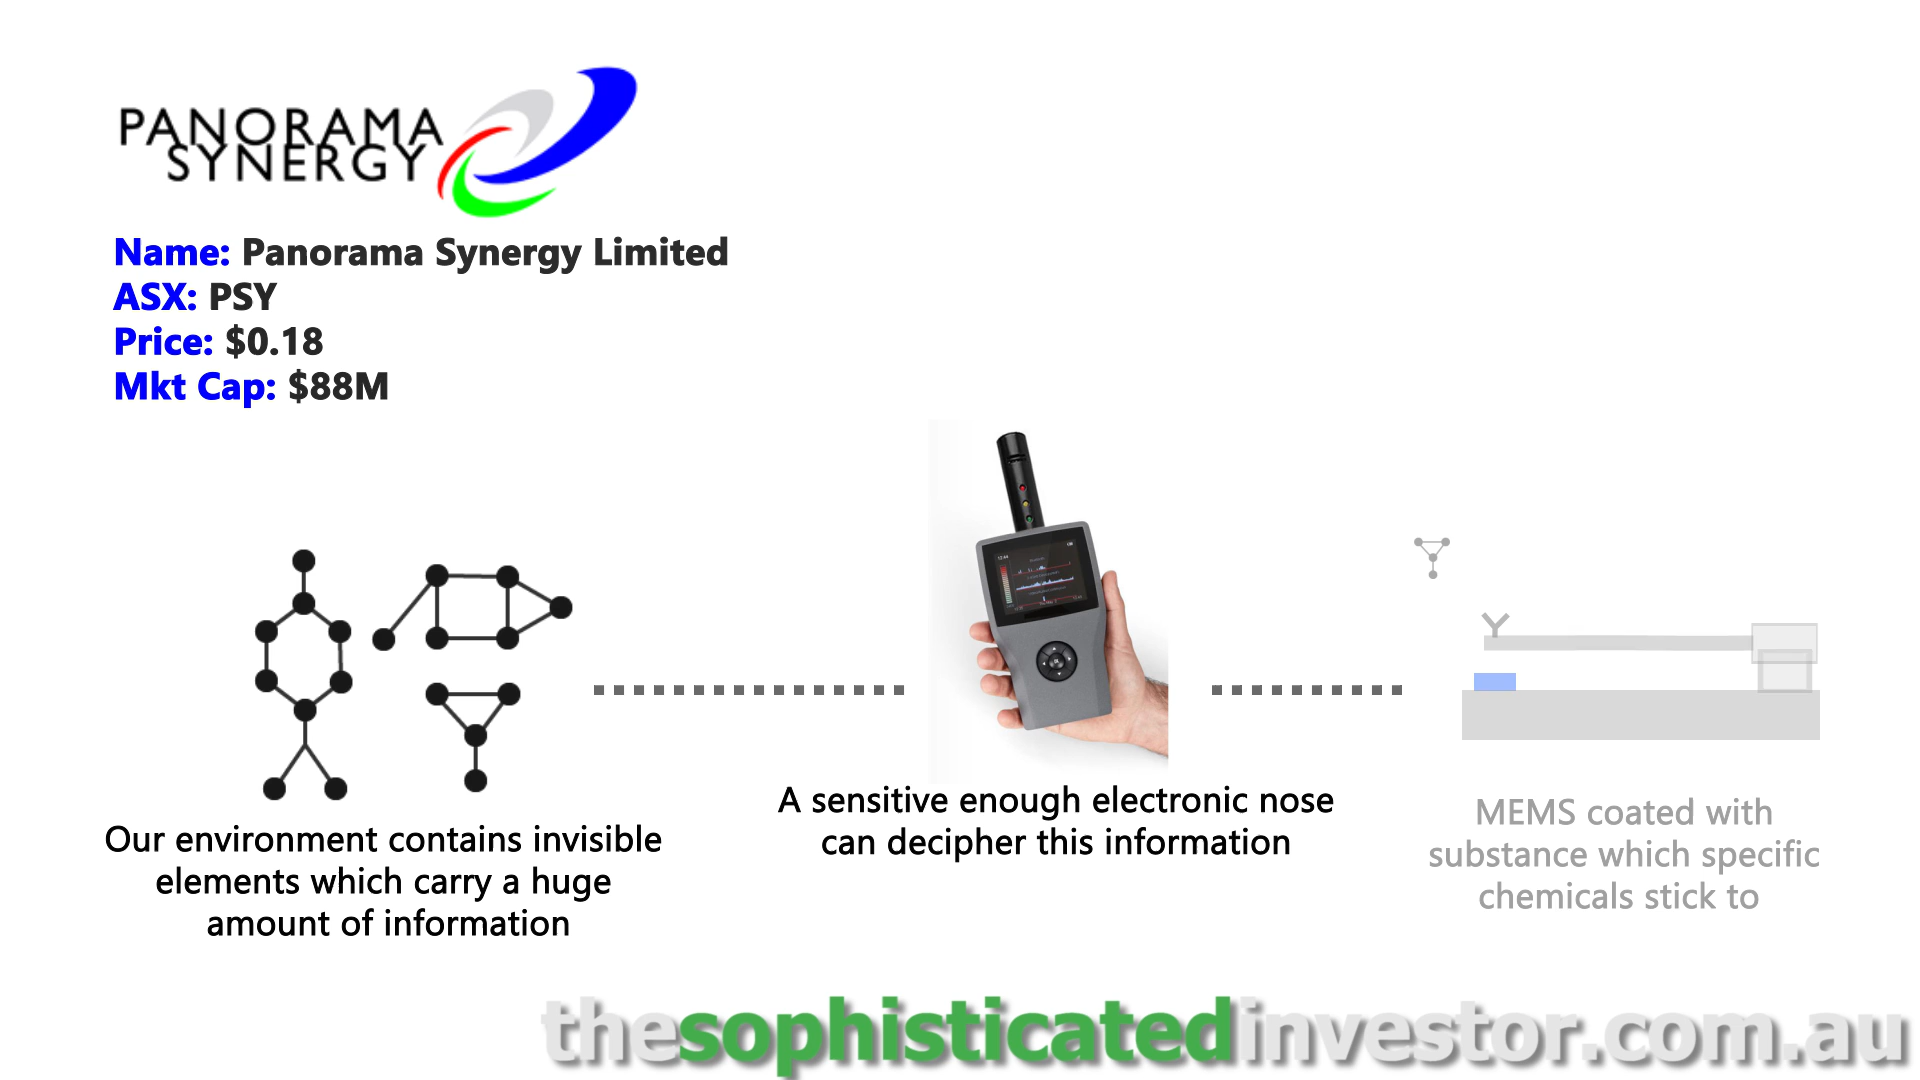 PANORAMA
SYNERGY
Name: Panorama Synergy Limited
ASX: PSY
Price: $0.18
Mkt Cap: $88M
Our environment contains invisible
elements which carry a huge
amount of information
A sensitive enough electronic nose
can decipher this information
MEMS coated with
substance which specific
chemicals stick to
thesophisticatedinvestor.com.au